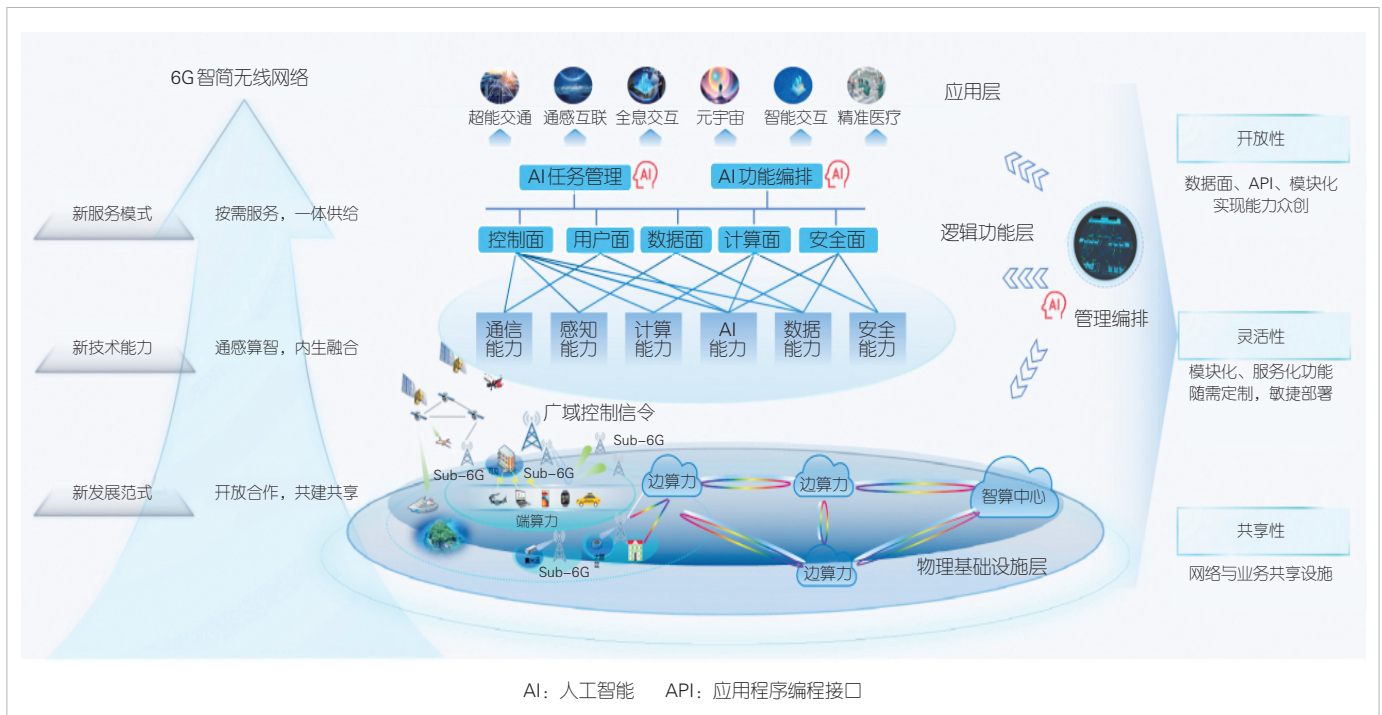 6G智简无线网络
新服务模式
按需服务，一体供给
新技术能力
通感算智，内生融合
新发展范式
开放合作，共建共享
应用层
超能交通
通感互联
全息交互
元宇宙
智能交互
精准医疗
AI任务管理
AI
AI功能编排
AI
逻辑功能层
控制面
用户面
数据面
计算面
安全面
通信
能力
感知
能力
计算
能力
AI
能力
数据
能力
安全
能力
AI
管理编排
广域控制信令
Sub-6G
Sub-6G
Sub-6G
端算力
Sub-6G
边算力
边算力
智算中心
边算力
物理基础设施层
开放性
数据面、API、模块化
实现能力众创
灵活性
模块化、服务化功能
随需定制，敏捷部署
共享性
网络与业务共享设施
AI：人工智能 API：应用程序编程接口